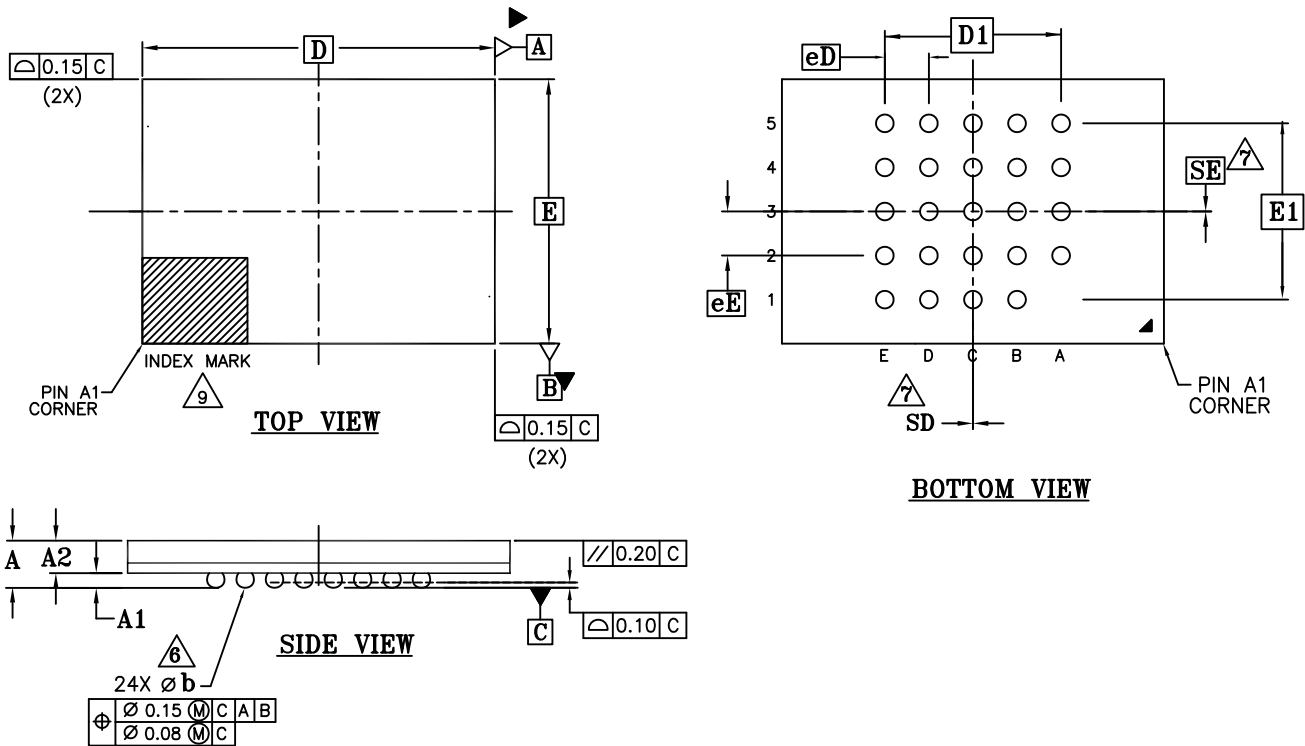 D
A
⌓ 0.15 C
(2X)
E
INDEX MARK
9
PIN A1
CORNER
B
TOP VIEW
⌓ 0.15 C
(2X)
D1
eD
5
4
3
2
1
SE
7
E1
eE
E D C B A
7
SD
PIN A1
CORNER
BOTTOM VIEW
A
A2
A1
// 0.20 C
C
⌓ 0.10 C
SIDE VIEW
6
24X Ø b
⌖ Ø 0.15 Ⓜ C A B
Ø 0.08 Ⓜ C